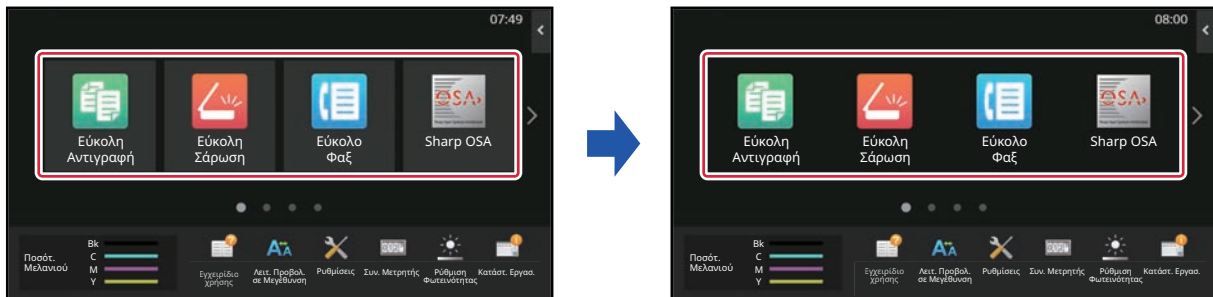 07:49
Εύκολη
Αντιγραφή
Εύκολη
Σάρωση
Εύκολο
Φαξ
OSA
Sharp OSA
Ποσότ.
Μελανιού
Bk
C
M
Y
Εγχειρίδιο
χρήσης
Λειτ. Προβολ.
σε Μεγέθυνση
Ρυθμίσεις
Συν. Μετρητής
Ρύθμιση
Φωτεινότητας
Κατάστ. Εργασ.
08:00
Εύκολη
Αντιγραφή
Εύκολη
Σάρωση
Εύκολο
Φαξ
OSA
Sharp OSA
Ποσότ.
Μελανιού
Bk
C
M
Y
Εγχειρίδιο
χρήσης
Λειτ. Προβολ.
σε Μεγέθυνση
Ρυθμίσεις
Συν. Μετρητής
Ρύθμιση
Φωτεινότητας
Κατάστ. Εργασ.